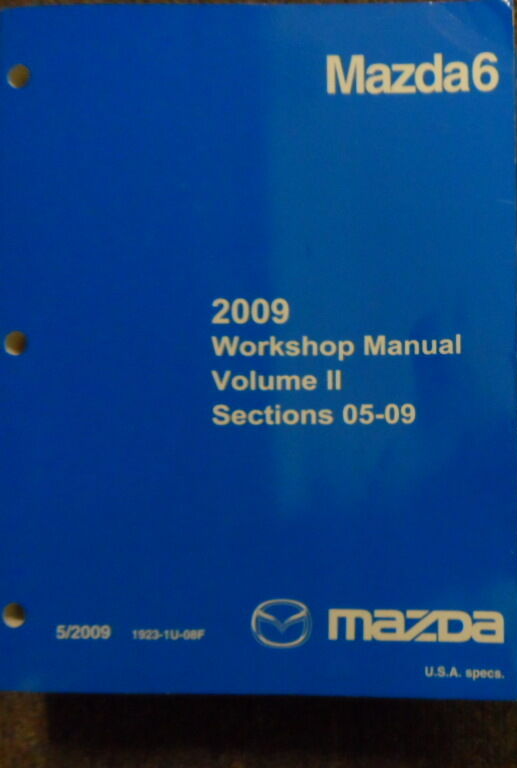 Mazda6
2009
Workshop Manual
Volume II
Sections 05-09
5/2009 1923-1U-08F mazda
U.S.A. specs.